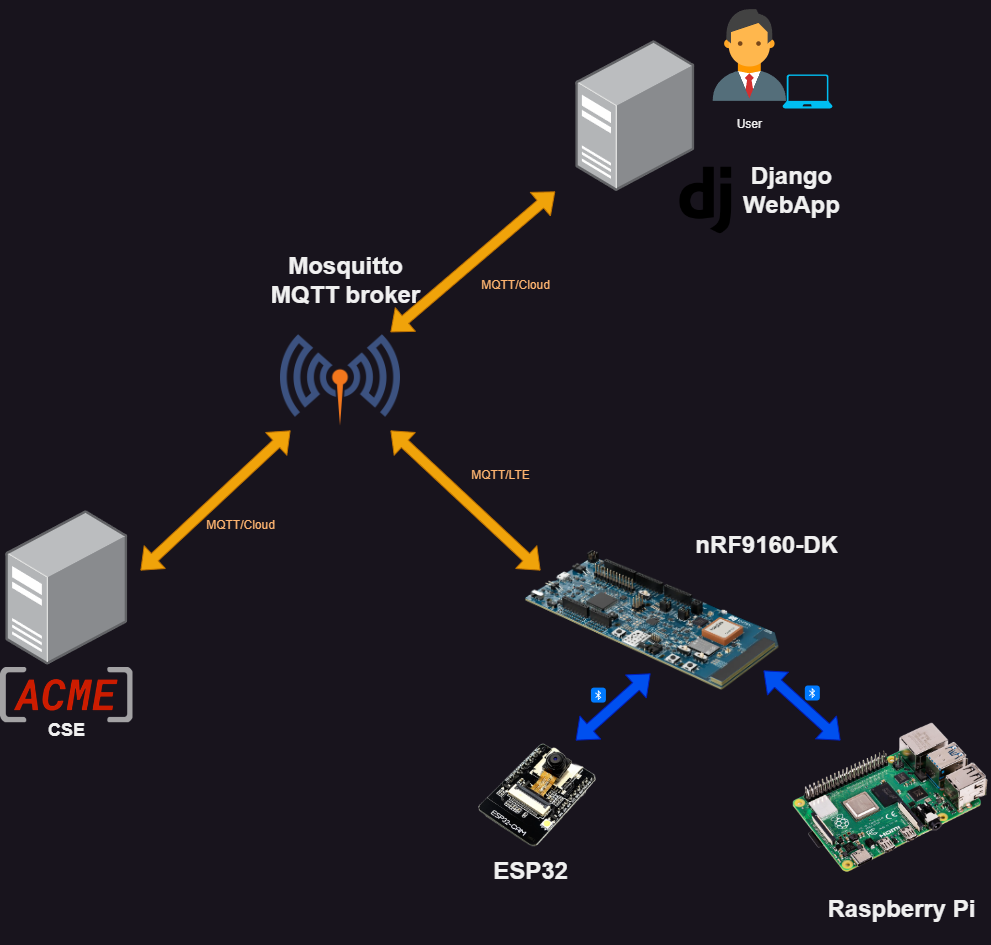 User
dj
Django
WebApp
Mosquitto
MQTT broker
MQTT/Cloud
MQTT/LTE
MQTT/Cloud
nRF9160-DK
[ACME]
CSE
ESP32-CAM
ESP32
HDMI
Raspberry Pi